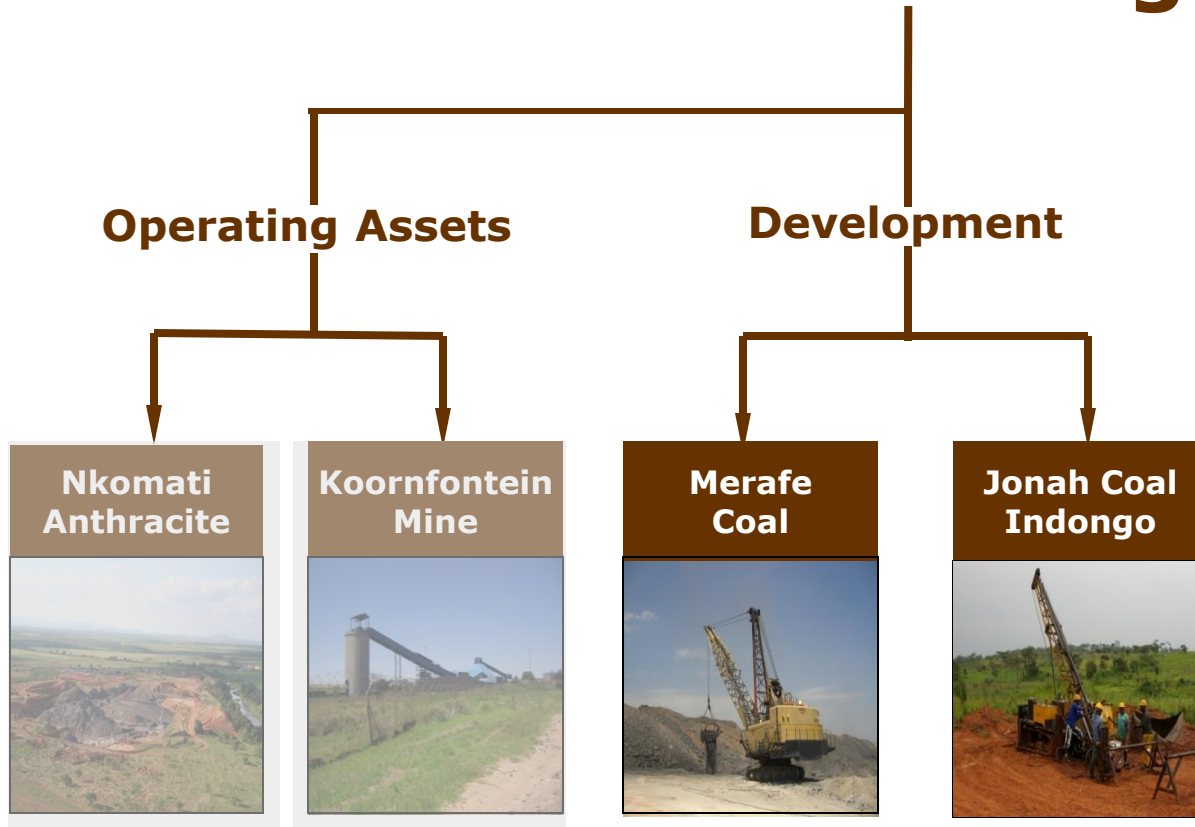 Operating Assets
Development
Nkomati
Anthracite
Koornfontein
Mine
Merafe
Coal
Jonah Coal
Indongo